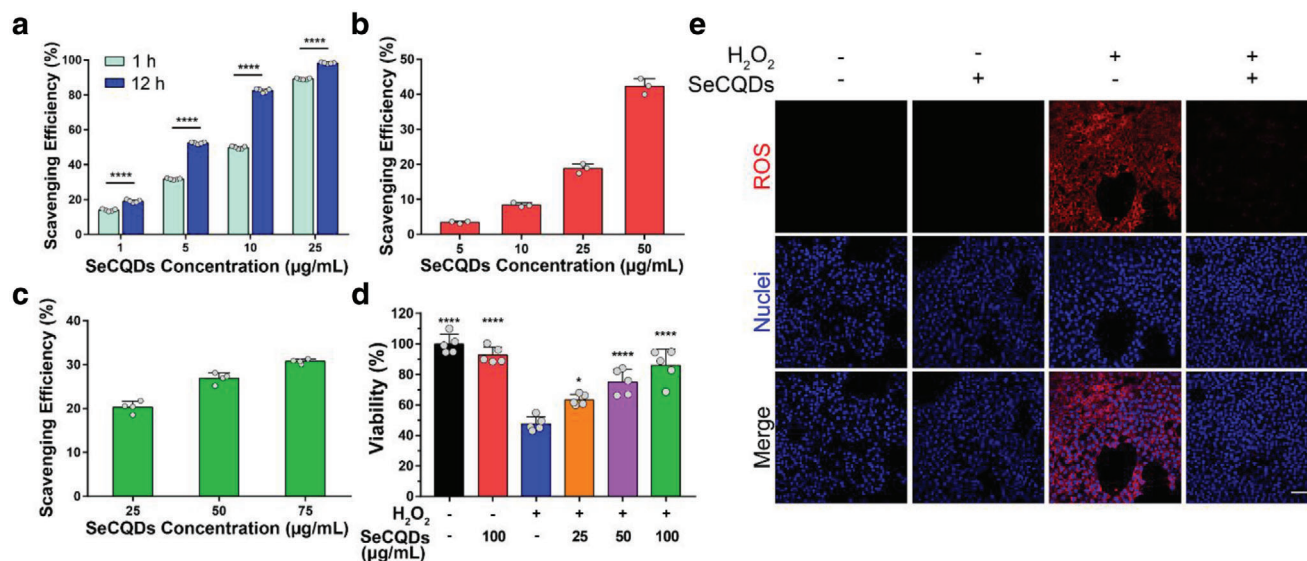 a
Scavenging Efficiency (%)
100
80
60
40
20
0
1 h
12 h
****
****
****
****
1
5
10
25
SeCQDs Concentration (µg/mL)
b
Scavenging Efficiency (%)
60
40
20
0
5
10
25
50
SeCQDs Concentration (µg/mL)
c
Scavenging Efficiency (%)
40
30
20
10
0
25
50
75
SeCQDs Concentration (µg/mL)
d
Viability (%)
120
100
80
60
40
20
0
****
****
*
****
****
H₂O₂ - - + + + +
SeCQDs - 100 - 25 50 100
(µg/mL)
e
H₂O₂ - - + +
SeCQDs - + - +
ROS
Nuclei
Merge